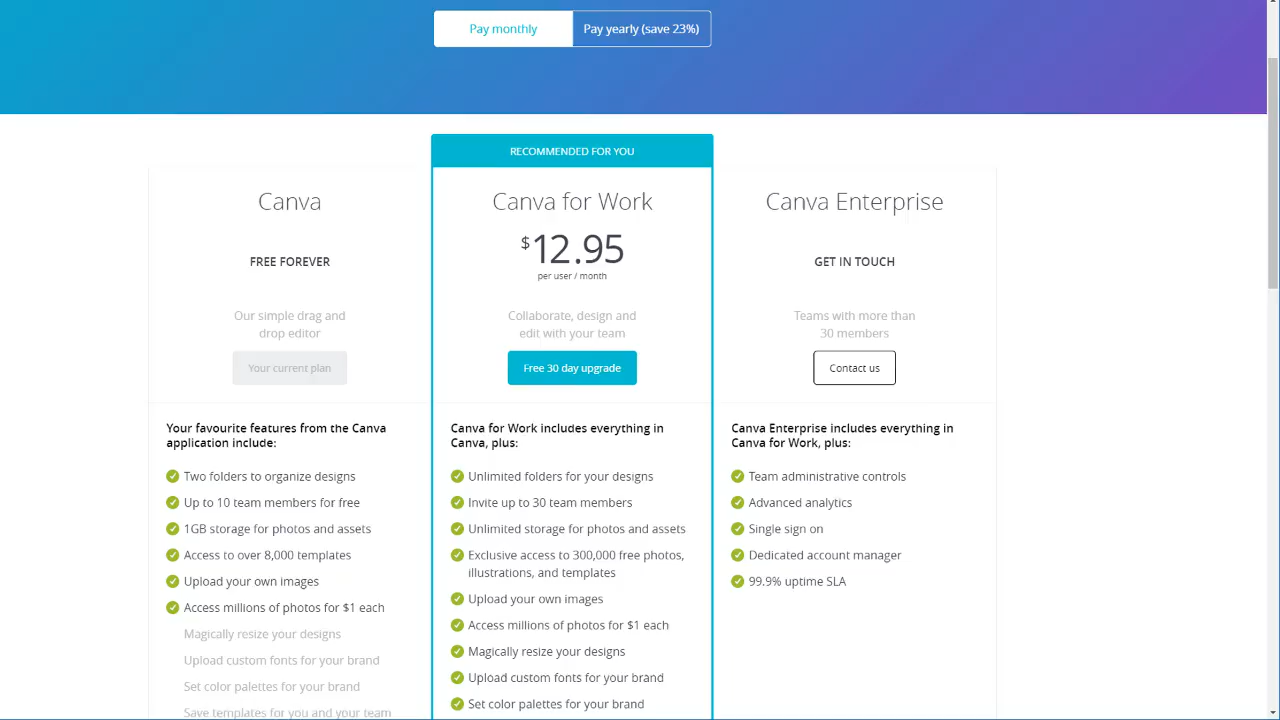 Pay monthly
Pay yearly (save 23%)
RECOMMENDED FOR YOU
Canva
FREE FOREVER
Our simple drag and
drop editor
Your current plan
Your favourite features from the Canva
application include:
Two folders to organize designs
Up to 10 team members for free
1GB storage for photos and assets
Access to over 8,000 templates
Upload your own images
Access millions of photos for $1 each
Magically resize your designs
Upload custom fonts for your brand
Set color palettes for your brand
Save templates for you and your team
Canva for Work
$12.95
per user / month
Collaborate, design and
edit with your team
Free 30 day upgrade
Canva for Work includes everything in
Canva, plus:
Unlimited folders for your designs
Invite up to 30 team members
Unlimited storage for photos and assets
Exclusive access to 300,000 free photos,
illustrations, and templates
Upload your own images
Access millions of photos for $1 each
Magically resize your designs
Upload custom fonts for your brand
Set color palettes for your brand
Canva Enterprise
GET IN TOUCH
Teams with more than
30 members
Contact us
Canva Enterprise includes everything in
Canva for Work, plus:
Team administrative controls
Advanced analytics
Single sign on
Dedicated account manager
99.9% uptime SLA